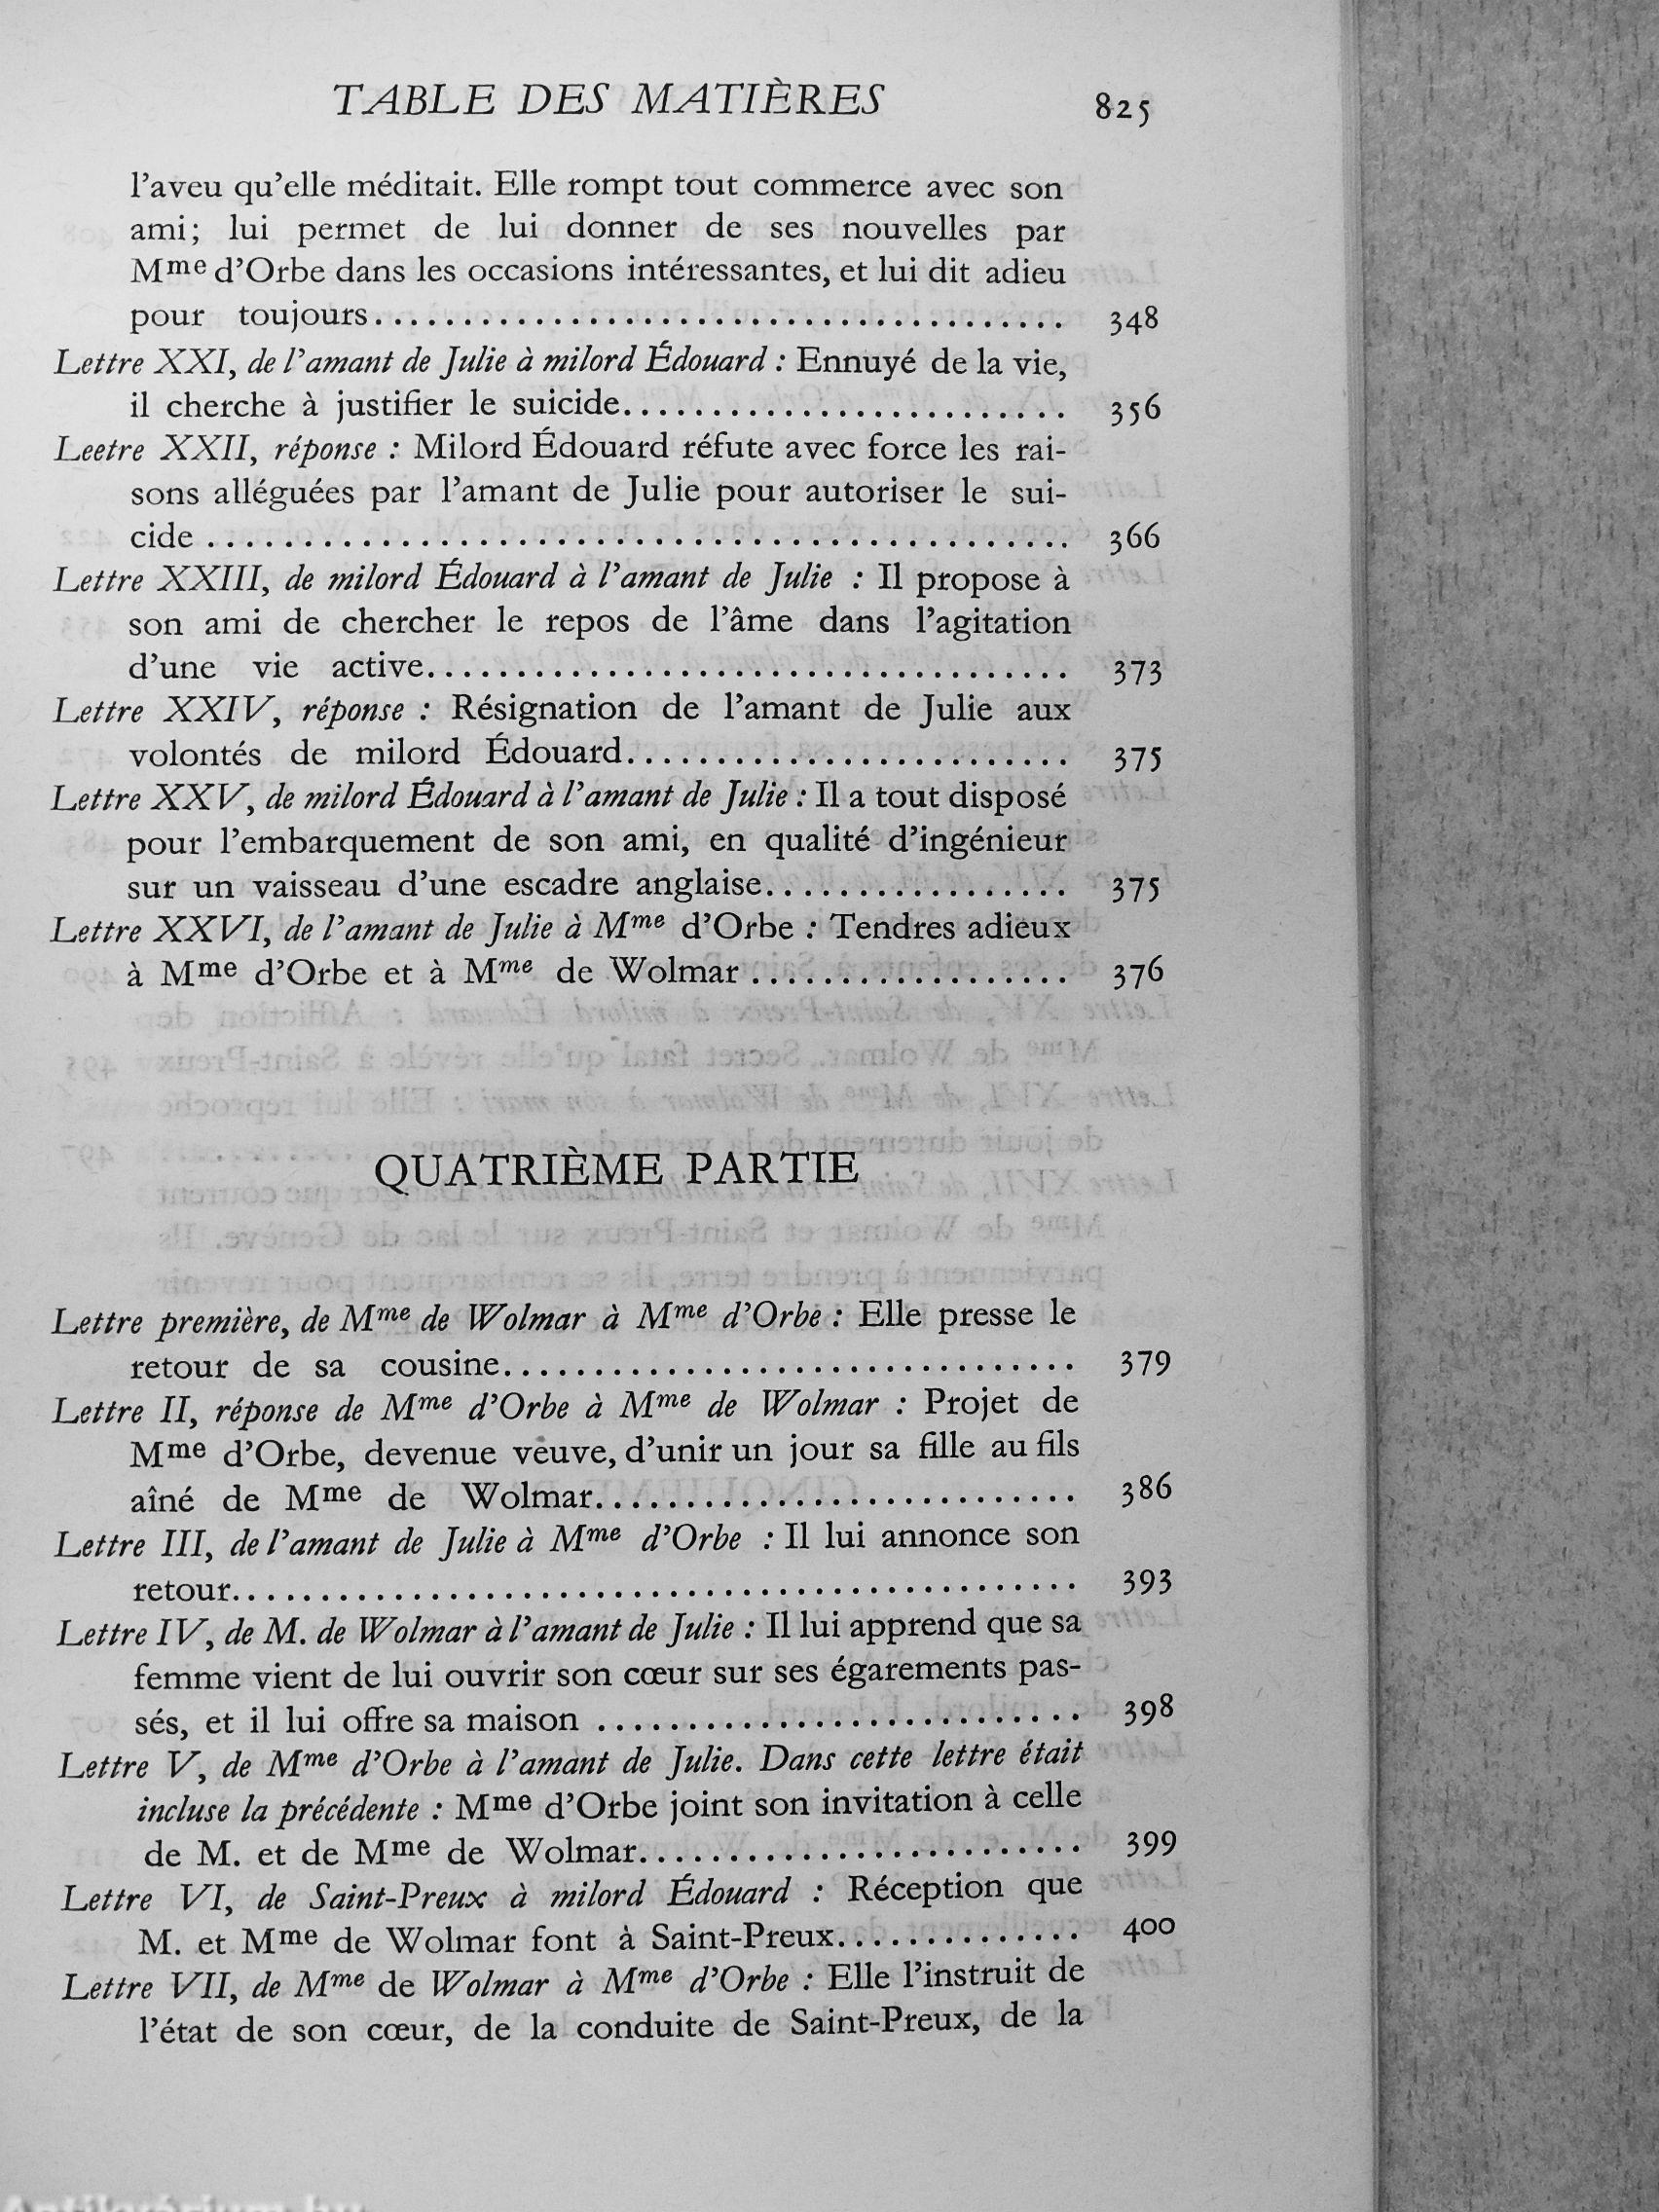 TABLE DES MATIÈRES 825
l'aveu qu'elle méditait. Elle rompt tout commerce avec son
ami; lui permet de lui donner de ses nouvelles par
Mme d'Orbe dans les occasions intéressantes, et lui dit adieu
pour toujours........................................ 348
Lettre XXI, de l'amant de Julie à milord Édouard : Ennuyé de la vie,
il cherche à justifier le suicide......................... 356
Leetre XXII, réponse : Milord Édouard réfute avec force les rai-
sons alléguées par l'amant de Julie pour autoriser le sui-
cide ............................................... 366
Lettre XXIII, de milord Édouard à l'amant de Julie : Il propose à
son ami de chercher le repos de l'âme dans l'agitation
d'une vie active.................................... 373
Lettre XXIV, réponse : Résignation de l'amant de Julie aux
volontés de milord Édouard......................... 375
Lettre XXV, de milord Édouard à l'amant de Julie : Il a tout disposé
pour l'embarquement de son ami, en qualité d'ingénieur
sur un vaisseau d'une escadre anglaise................. 375
Lettre XXVI, de l'amant de Julie à Mme d'Orbe : Tendres adieux
à Mme d'Orbe et à Mme de Wolmar .................. 376
QUATRIÈME PARTIE
Lettre première, de Mme de Wolmar à Mme d'Orbe : Elle presse le
retour de sa cousine................................ 379
Lettre II, réponse de Mme d'Orbe à Mme de Wolmar : Projet de
Mme d'Orbe, devenue veuve, d'unir un jour sa fille au fils
aîné de Mme de Wolmar........................... 386
Lettre III, de l'amant de Julie à Mme d'Orbe : Il lui annonce son
retour............................................... 393
Lettre IV, de M. de Wolmar à l'amant de Julie : Il lui apprend que sa
femme vient de lui ouvrir son cœur sur ses égarements pas-
sés, et il lui offre sa maison ........................... 398
Lettre V, de Mme d'Orbe à l'amant de Julie. Dans cette lettre était
incluse la précédente : Mme d'Orbe joint son invitation à celle
de M. et de Mme de Wolmar......................... 399
Lettre VI, de Saint-Preux à milord Édouard : Réception que
M. et Mme de Wolmar font à Saint-Preux.............. 400
Lettre VII, de Mme de Wolmar à Mme d'Orbe : Elle l'instruit de
l'état de son cœur, de la conduite de Saint-Preux, de la